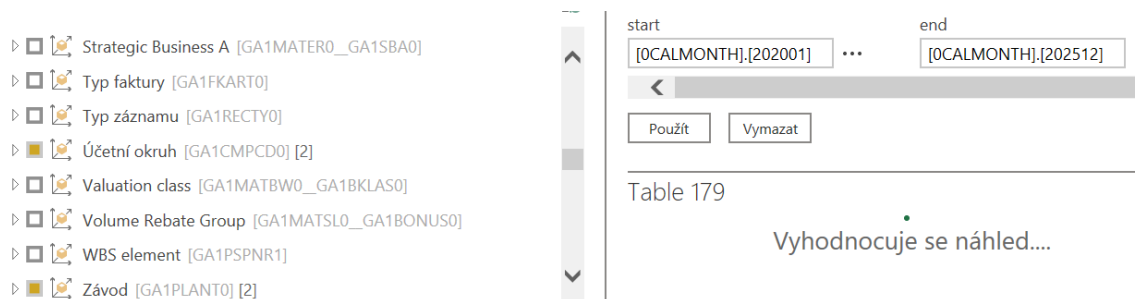 Strategic Business A [GA1MATER0__GA1SBA0]
Typ faktury [GA1FKART0]
Typ záznamu [GA1RECTY0]
Účetní okruh [GA1CMPCD0] [2]
Valuation class [GA1MATBW0__GA1BKLAS0]
Volume Rebate Group [GA1MATSL0__GA1BONUS0]
WBS element [GA1PSPNR1]
Závod [GA1PLANT0] [2]
start end
[0CALMONTH].[202001] ... [0CALMONTH].[202512]
Použít Vymazat
Table 179
Vyhodnocuje se náhled....